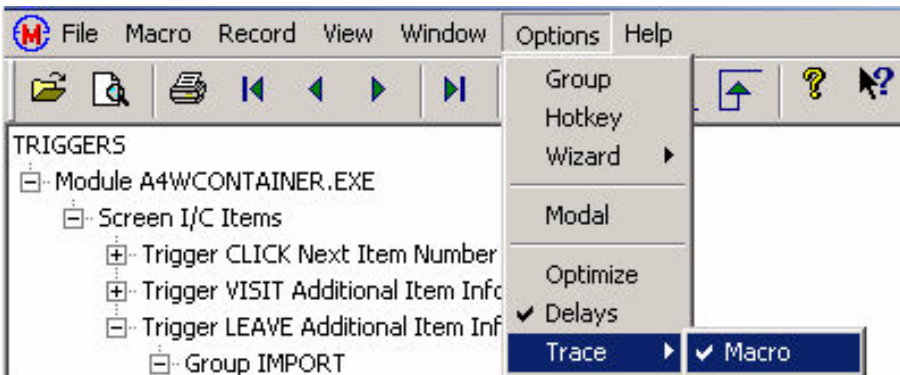 M File Macro Record View Window Options Help
Group
Hotkey
Wizard
Modal
Optimize
Delays
Trace
Macro
TRIGGERS
Module A4WCONTAINER.EXE
Screen I/C Items
Trigger CLICK Next Item Number
Trigger VISIT Additional Item Info
Trigger LEAVE Additional Item Inf
Group IMPORT